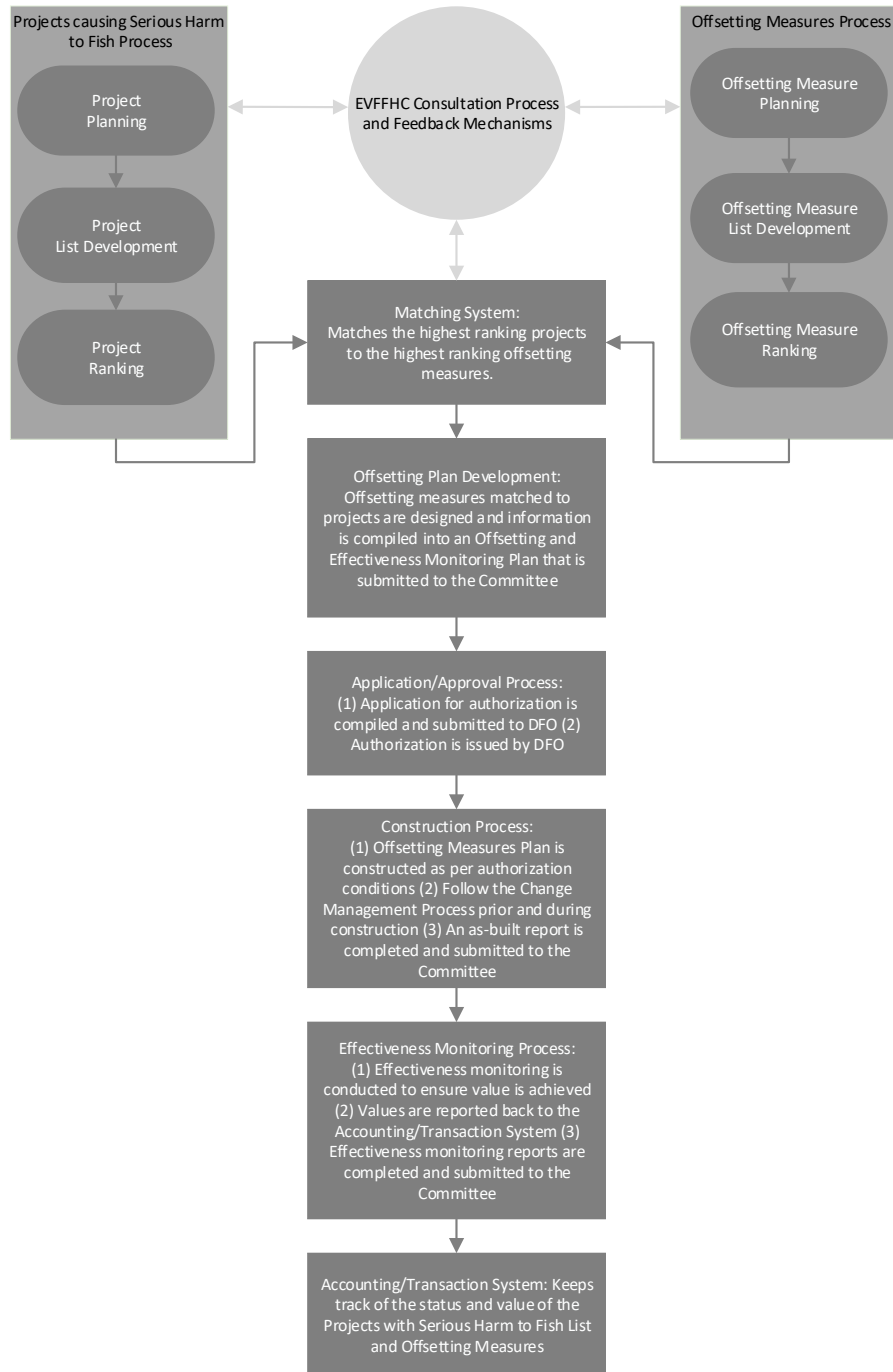 Projects causing Serious Harm
to Fish Process
Project
Planning
Project
List Development
Project
Ranking
EVFFHC Consultation Process
and Feedback Mechanisms
Offsetting Measures Process
Offsetting Measure
Planning
Offsetting Measure
List Development
Offsetting Measure
Ranking
Matching System:
Matches the highest ranking projects
to the highest ranking offsetting
measures.
Offsetting Plan Development:
Offsetting measures matched to
projects are designed and information
is compiled into an Offsetting and
Effectiveness Monitoring Plan that is
submitted to the Committee
Application/Approval Process:
(1) Application for authorization is
compiled and submitted to DFO (2)
Authorization is issued by DFO
Construction Process:
(1) Offsetting Measures Plan is
constructed as per authorization
conditions (2) Follow the Change
Management Process prior and during
construction (3) An as-built report is
completed and submitted to the
Committee
Effectiveness Monitoring Process:
(1) Effectiveness monitoring is
conducted to ensure value is achieved
(2) Values are reported back to the
Accounting/Transaction System (3)
Effectiveness monitoring reports are
completed and submitted to the
Committee
Accounting/Transaction System: Keeps
track of the status and value of the
Projects with Serious Harm to Fish List
and Offsetting Measures